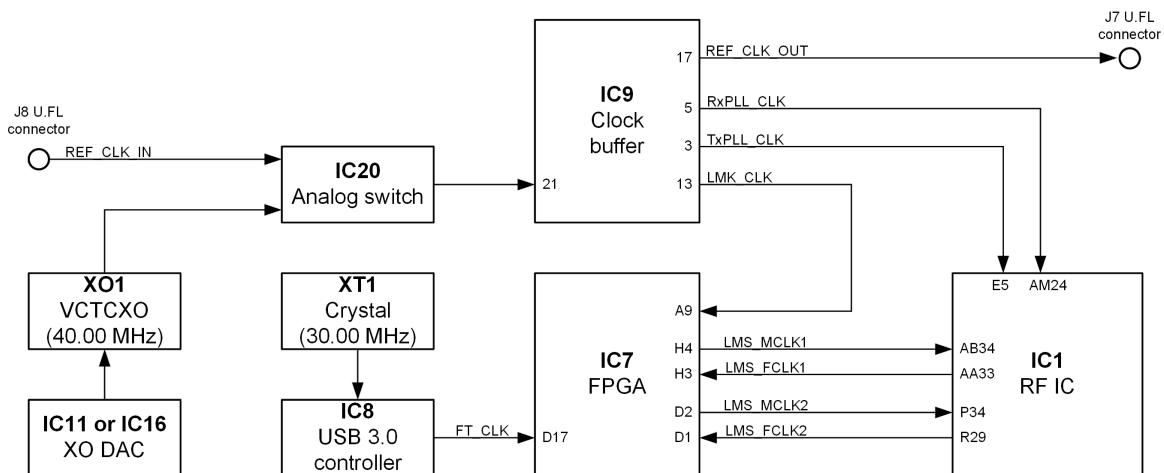 J7 U.FL
connector
17 REF_CLK_OUT
IC9
Clock
buffer
5 RxPLL_CLK
J8 U.FL
connector
3 TxPLL_CLK
REF_CLK_IN
IC20
Analog switch
21
13 LMK_CLK
XO1
VCTCXO
(40.00 MHz)
XT1
Crystal
(30.00 MHz)
E5 AM24
A9
IC7
FPGA
H4 LMS_MCLK1 AB34
H3 LMS_FCLK1 AA33
IC1
RF IC
IC11 or IC16
XO DAC
IC8
USB 3.0
controller
D2 LMS_MCLK2 P34
FT_CLK D17
D1 LMS_FCLK2 R29